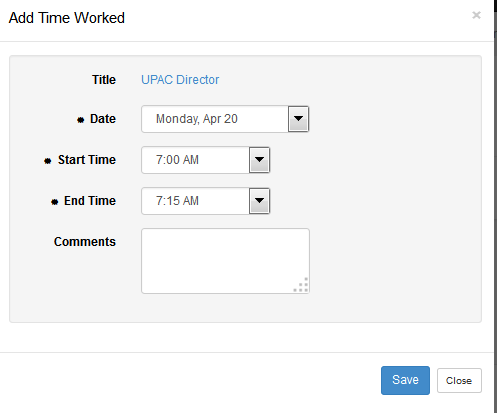 Add Time Worked ×
Title UPAC Director
* Date Monday, Apr 20
* Start Time 7:00 AM
* End Time 7:15 AM
Comments
Save Close